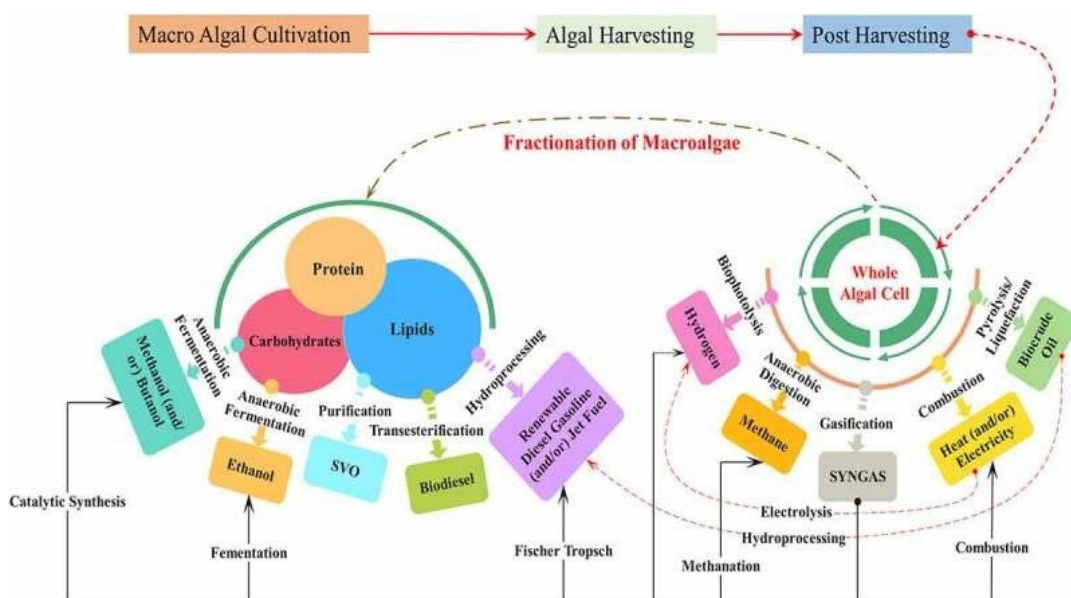 Macro Algal Cultivation
Algal Harvesting
Post Harvesting
Fractionation of Macroalgae
Protein
Carbohydrates
Lipids
Anaerobic
Fermentation
Methanol (and/
or) Butanol
Anaerobic
Fermentation
Ethanol
Purification
SVO
Transesterification
Biodiesel
Hydroprocessing
Renewable
Diesel Gasoline
(and/or) Jet Fuel
Whole
Algal Cell
Biophotolysis
Hydrogen
Anaerobic
Digestion
Methane
Gasification
SYNGAS
Combustion
Heat (and/or)
Electricity
Pyrolysis/
Liquefaction
Biocrude
Oil
Electrolysis
Hydroprocessing
Catalytic Synthesis
Fementation
Fischer Tropsch
Methanation
Combustion